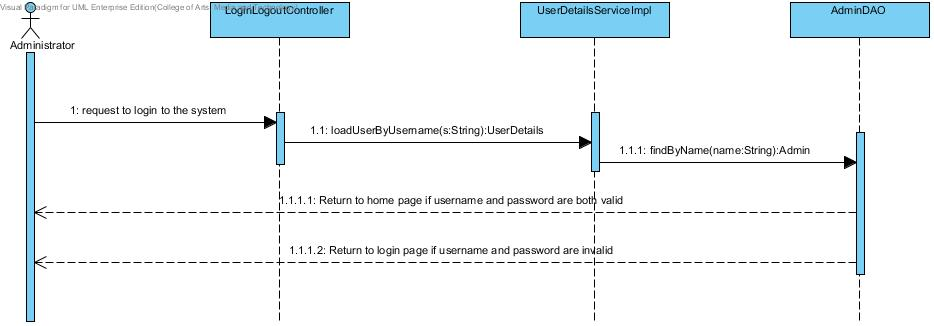 Visual Paradigm for UML Enterprise Edition(College of Arts, Media and Technology)
LoginLogoutController
UserDetailsServiceImpl
AdminDAO
Administrator
1: request to login to the system
1.1: loadUserByUsername(s:String):UserDetails
1.1.1: findByName(name:String):Admin
1.1.1.1: Return to home page if username and password are both valid
1.1.1.2: Return to login page if username and password are invalid